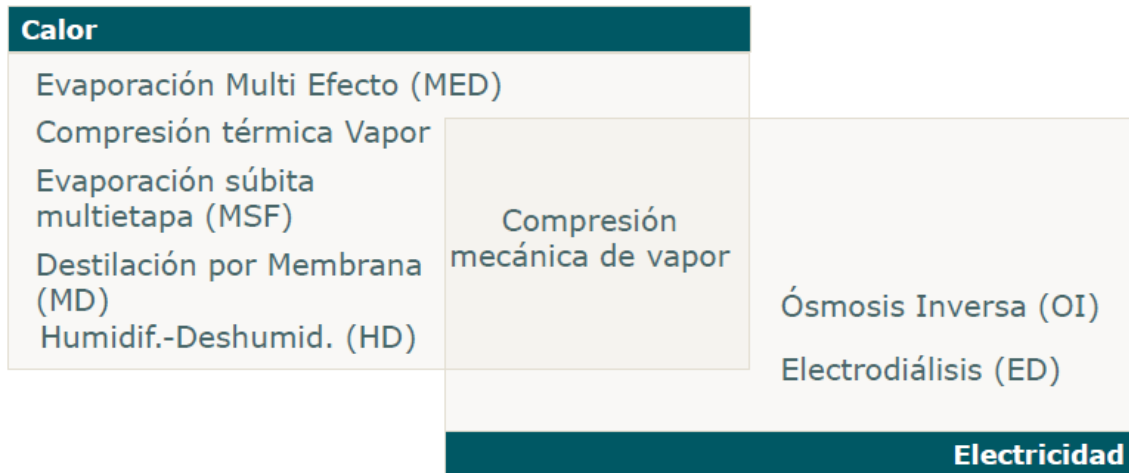 Calor
Evaporación Multi Efecto (MED)
Compresión térmica Vapor
Evaporación súbita
multietapa (MSF)
Destilación por Membrana
(MD)
Humidif.-Deshumid. (HD)
Compresión
mecánica de vapor
Ósmosis Inversa (OI)
Electrodiálisis (ED)
Electricidad